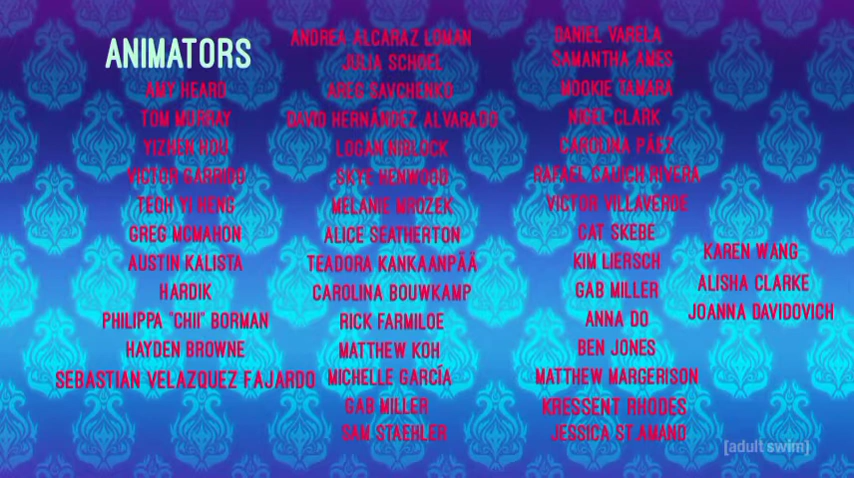 ANIMATORS
AMY HEARD
TOM MURRAY
YIZHEN HOU
VICTOR GARRIDO
TEOH YI HENG
GREG MCMAHON
AUSTIN KALISTA
HARDIK
PHILIPPA "CHII" BORMAN
HAYDEN BROWNE
SEBASTIAN VELAZQUEZ FAJARDO
ANDREA ALCARAZ LOMAN
JULIA SCHOEL
AREG SAVCHENKO
DAVID HERNÁNDEZ ALVARADO
LOGAN NIBLOCK
SKYE HENWOOD
MELANIE MROZEK
ALICE SEATHERTON
TEADORA KANKAANPÄÄ
CAROLINA BOUWKAMP
RICK FARMILOE
MATTHEW KOH
MICHELLE GARCÍA
GAB MILLER
SAM STAEHLER
DANIEL VARELA
SAMANTHA AMES
MOOKIE TAMARA
NIGEL CLARK
CAROLINA PÁEZ
RAFAEL CAUICH RIVERA
VICTOR VILLAVERDE
CAT SKEBE
KIM LIERSCH
GAB MILLER
ANNA DO
BEN JONES
MATTHEW MARGERISON
KRESSENT RHODES
JESSICA ST.AMAND
KAREN WANG
ALISHA CLARKE
JOANNA DAVIDOVICH
[adult swim]